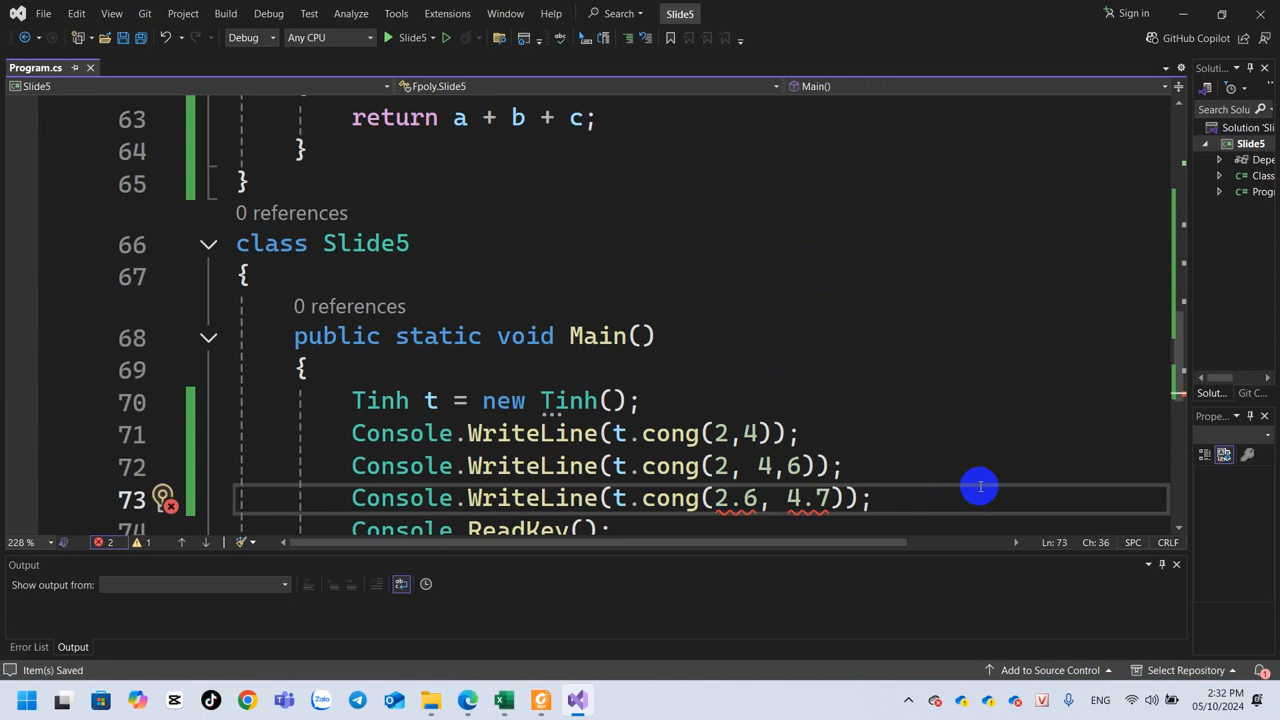 File Edit View Git Project Build Debug Test Analyze Tools Extensions Window Help Search Slide5 Sign in
Debug Any CPU Slide5 GitHub Copilot
Program.cs Solutio...
Slide5 Fpoly.Slide5 Main()
Search Solu
63 return a + b + c;
Solution 'Sli
Slide5
64 }
Depe
Class
65 }
Progr
0 references
66 class Slide5
67 {
0 references
68 public static void Main()
69 {
Solut... Git C...
70 Tinh t = new Tinh();
Proper...
71 Console.WriteLine(t.cong(2,4));
72 Console.WriteLine(t.cong(2, 4,6));
73 Console.WriteLine(t.cong(2.6, 4.7));
74 Console.ReadKey();
228 % 2 1 Ln: 73 Ch: 36 SPC CRLF
Output
Show output from:
Error List Output
Item(s) Saved Add to Source Control Select Repository 1
ENG 2:32 PM
05/10/2024